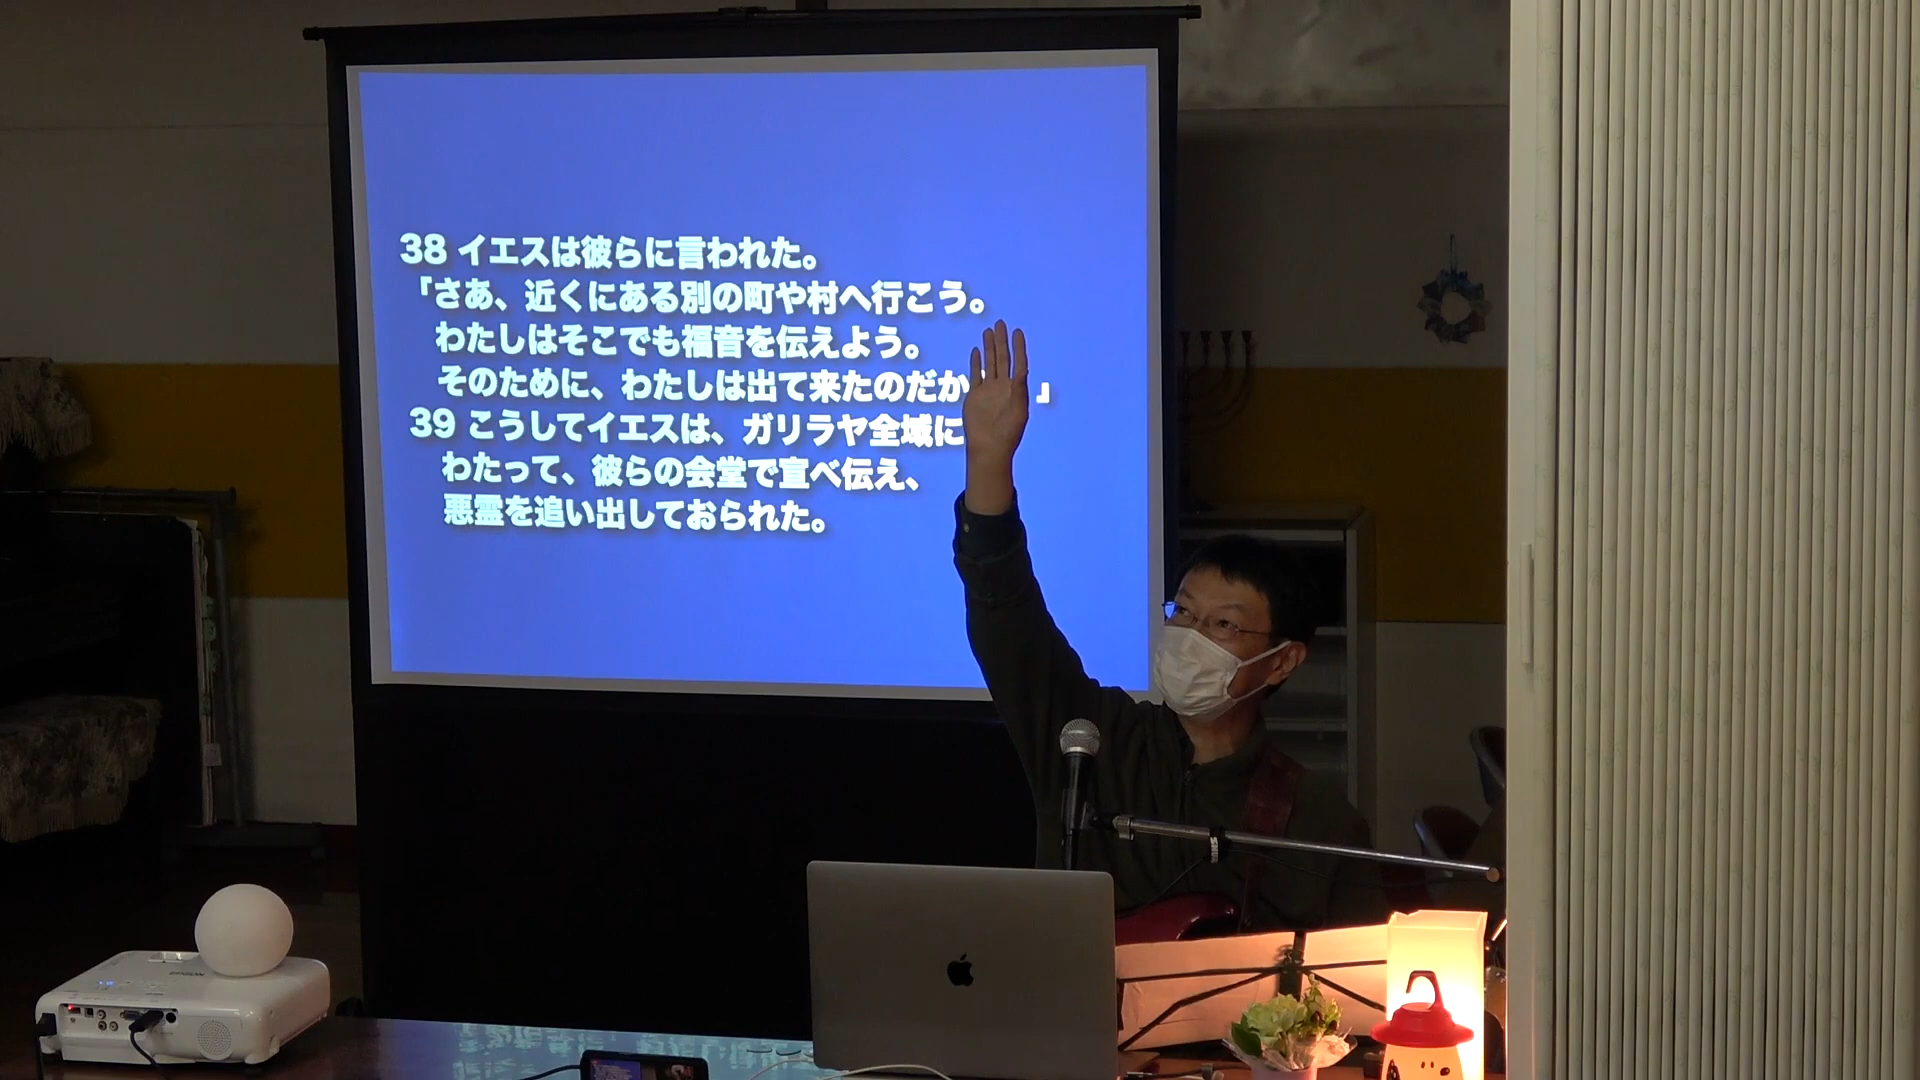 38 イエスは彼らに言われた。
「さあ、近くにある別の町や村へ行こう。
わたしはそこでも福音を伝えよう。
そのために、わたしは出て来たのだか 」
39 こうしてイエスは、ガリラヤ全域に
わたって、彼らの会堂で宣べ伝え、
悪霊を追い出しておられた。
EPSON